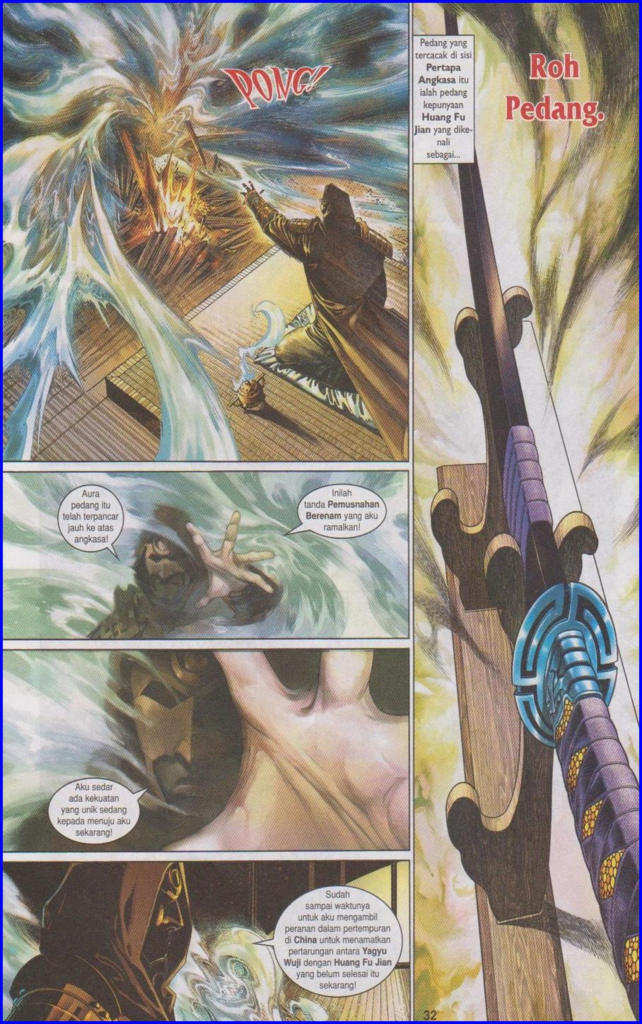 PONG!
Aura
pedang itu
telah terpancar
jauh ke atas
angkasa!
Inilah
tanda Pemusnahan
Berenam yang aku
ramalkan!
Aku sedar
ada kekuatan
yang unik sedang
kepada menuju aku
sekarang!
Sudah
sampai waktunya
untuk aku mengambil
peranan dalam pertempuran
di China untuk menamatkan
pertarungan antara Yagyu
Wuji dengan Huang Fu Jian
yang belum selesai itu
sekarang!
Pedang yang
tercacak di sisi
Pertapa
Angkasa itu
ialah pedang
kepunyaan
Huang Fu
Jian yang dike-
nali
sebagai...
Roh
Pedang.
32